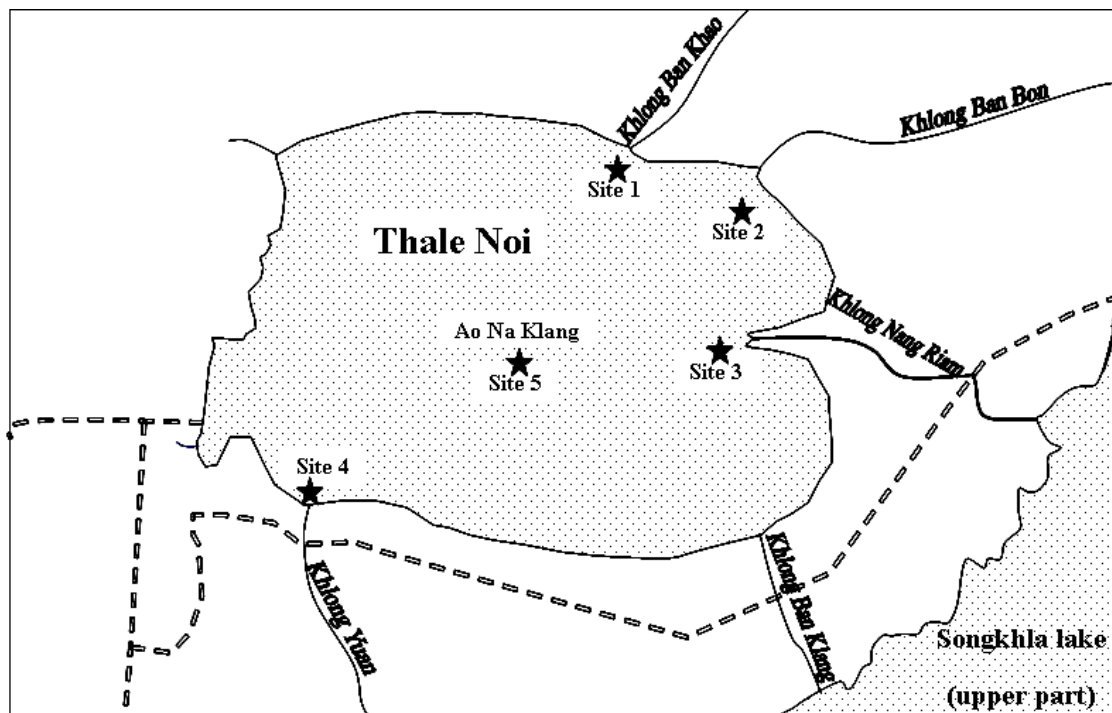 Khlong Ban Khao
Khlong Ban Bon
Site 1
Site 2
Thale Noi
Khlong Nang Riam
Ao Na Klang
Site 5
Site 3
Site 4
Khlong Yuan
Khlong Ban Klang
Songkhla lake
(upper part)